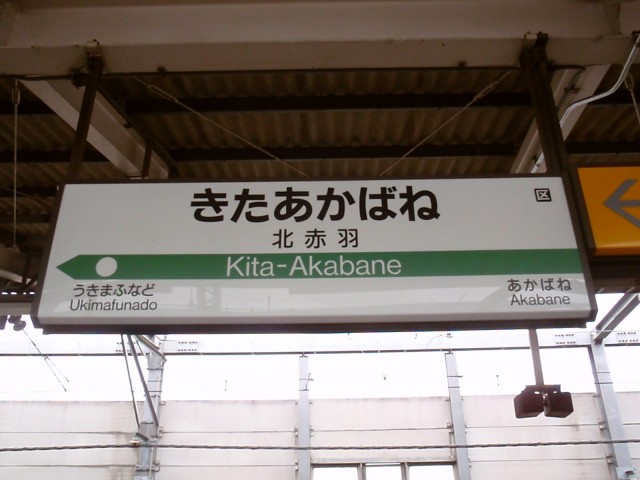 きたあかばね
区
北赤羽
Kita-Akabane
うきまふなど
Ukimafunado
あかばね
Akabane